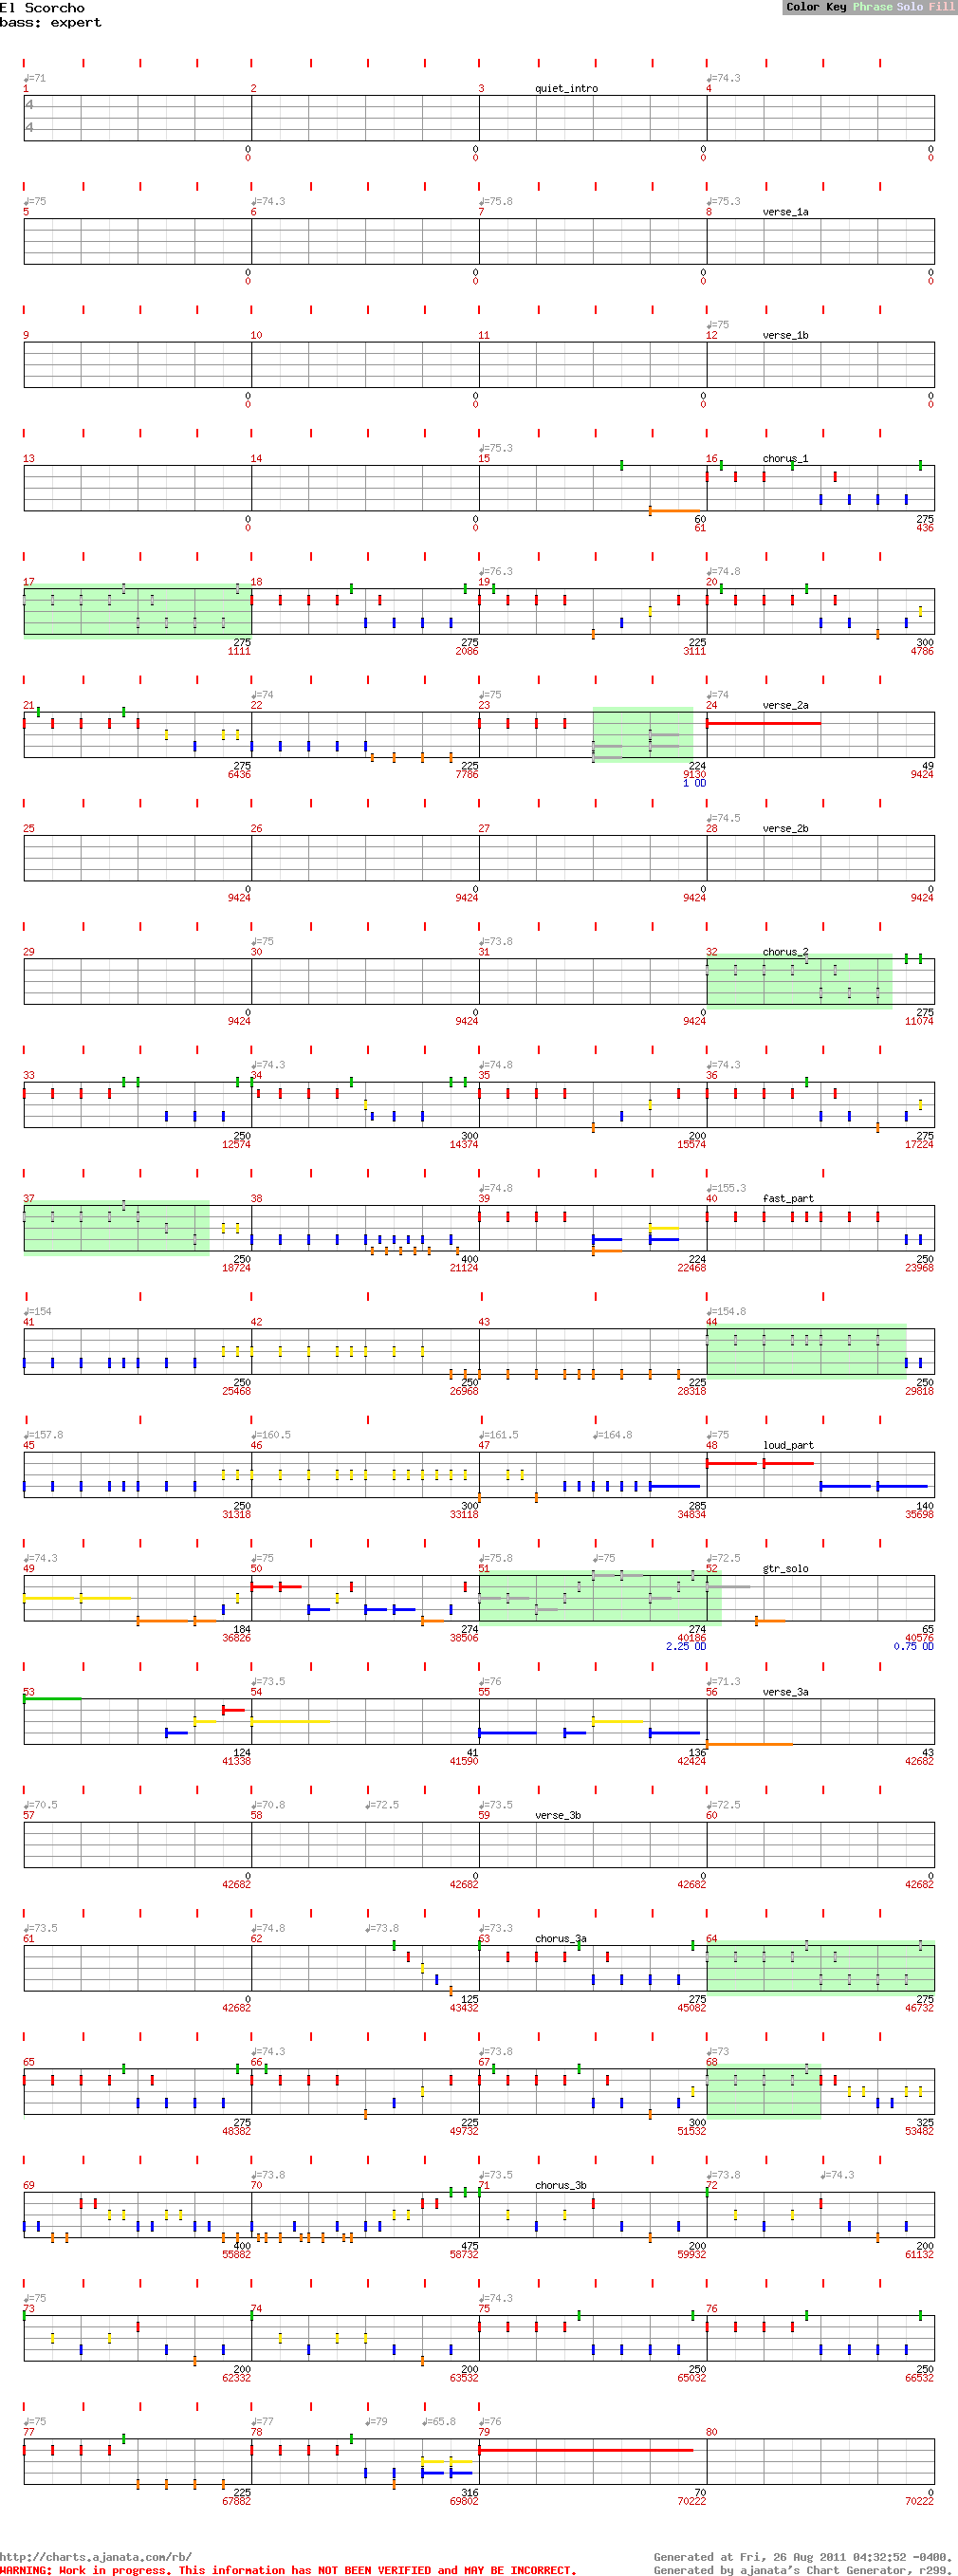 El Scorcho
bass: expert
Color Key Phrase Solo Fill
♩=71 ♩=74.3
1 2 3 quiet_intro 4
4
4
0 0 0 0
0 0 0 0
♩=75 ♩=74.3 ♩=75.8 ♩=75.3
5 6 7 8 verse_1a
0 0 0 0
0 0 0 0
♩=75
9 10 11 12 verse_1b
0 0 0 0
0 0 0 0
♩=75.3
13 14 15 16 chorus_1
0 0 60 275
0 0 61 436
♩=76.3 ♩=74.8
17 18 19 20
275 275 225 300
1111 2086 3111 4786
♩=74 ♩=75 ♩=74
21 22 23 24 verse_2a
275 225 224 49
6436 7786 9130 9424
1 OD
♩=74.5
25 26 27 28 verse_2b
0 0 0 0
9424 9424 9424 9424
♩=75 ♩=73.8
29 30 31 32 chorus_2
0 0 0 275
9424 9424 9424 11074
♩=74.3 ♩=74.8 ♩=74.3
33 34 35 36
250 300 200 275
12574 14374 15574 17224
♩=74.8 ♩=155.3
37 38 39 40 fast_part
250 400 224 250
18724 21124 22468 23968
♩=154 ♩=154.8
41 42 43 44
250 250 225 250
25468 26968 28318 29818
♩=157.8 ♩=160.5 ♩=161.5 ♩=164.8 ♩=75
45 46 47 48 loud_part
250 300 285 140
31318 33118 34834 35698
♩=74.3 ♩=75 ♩=75.8 ♩=75 ♩=72.5
49 50 51 52 gtr_solo
184 274 274 65
36826 38506 40186 40576
2.25 OD 0.75 OD
♩=73.5 ♩=76 ♩=71.3
53 54 55 56 verse_3a
124 41 136 43
41338 41590 42424 42682
♩=70.5 ♩=70.8 ♩=72.5 ♩=73.5 ♩=72.5
57 58 59 verse_3b 60
0 0 0 0
42682 42682 42682 42682
♩=73.5 ♩=74.8 ♩=73.8 ♩=73.3
61 62 63 chorus_3a 64
0 125 275 275
42682 43432 45082 46732
♩=74.3 ♩=73.8 ♩=73
65 66 67 68
275 225 300 325
48382 49732 51532 53482
♩=73.8 ♩=73.5 ♩=73.8 ♩=74.3
69 70 71 chorus_3b 72
400 475 200 200
55882 58732 59932 61132
♩=75 ♩=74.3
73 74 75 76
200 200 250 250
62332 63532 65032 66532
♩=75 ♩=77 ♩=79 ♩=65.8 ♩=76
77 78 79 80
225 316 70 0
67882 69802 70222 70222
http://charts.ajanata.com/rb/ Generated at Fri, 26 Aug 2011 04:32:52 -0400.
WARNING: Work in progress. This information has NOT BEEN VERIFIED and MAY BE INCORRECT. Generated by ajanata's Chart Generator, r299.